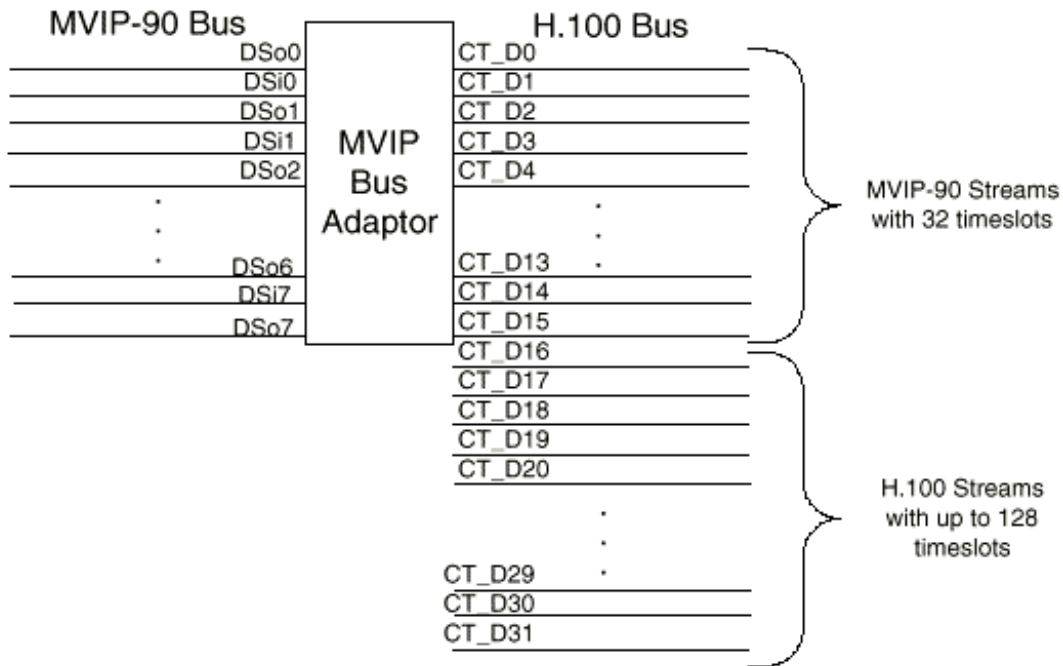 MVIP-90 Bus
H.100 Bus
DSo0
DSi0
DSo1
DSi1
DSo2
DSo6
DSi7
DSo7
MVIP
Bus
Adaptor
CT_D0
CT_D1
CT_D2
CT_D3
CT_D4
CT_D13
CT_D14
CT_D15
CT_D16
CT_D17
CT_D18
CT_D19
CT_D20
CT_D29
CT_D30
CT_D31
MVIP-90 Streams
with 32 timeslots
H.100 Streams
with up to 128
timeslots